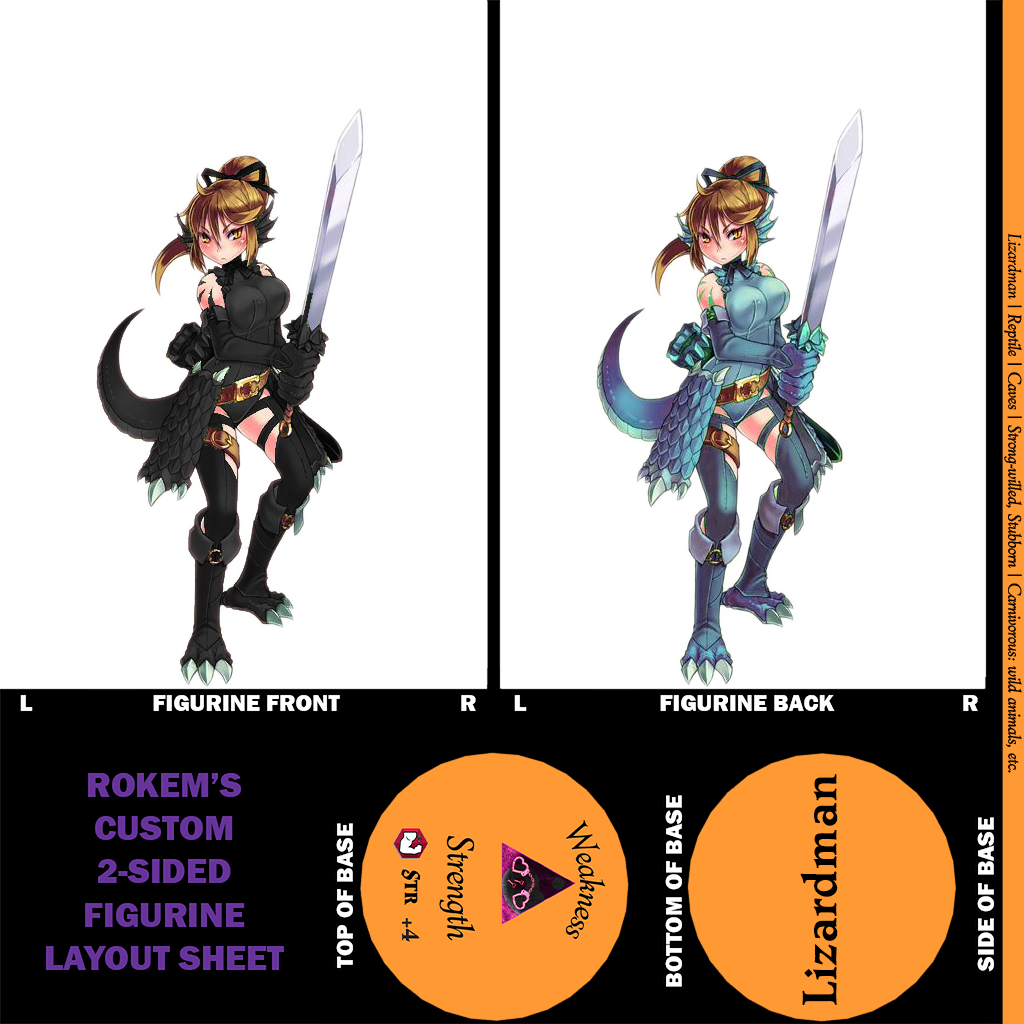 L FIGURINE FRONT R
L FIGURINE BACK R
ROKEM'S
CUSTOM
2-SIDED
FIGURINE
LAYOUT SHEET
TOP OF BASE
Weakness
Strength
STR +4
BOTTOM OF BASE
Lizardman
SIDE OF BASE
Lizardman | Reptile | Caves | Strong-willed, Stubborn | Carnivorous: wild animals, etc.